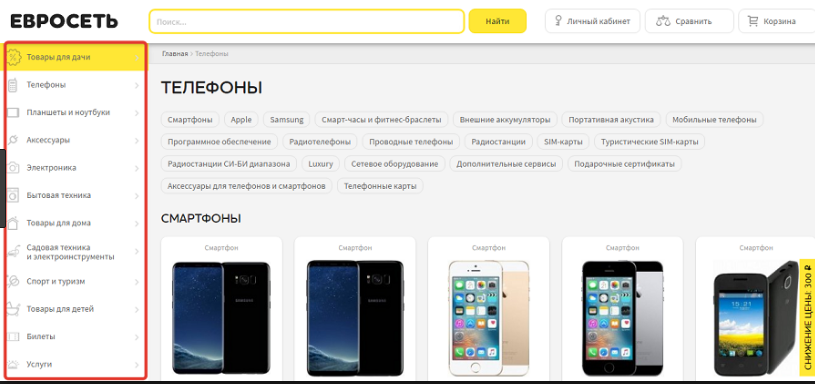 ЕВРОСЕТЬ
Поиск...
Найти
Личный кабинет
Сравнить
Корзина
Товары для дачи
Телефоны
Планшеты и ноутбуки
Аксессуары
Электроника
Бытовая техника
Товары для дома
Садовая техника
и электроинструменты
Спорт и туризм
Товары для детей
Билеты
Услуги
Главная > Телефоны
ТЕЛЕФОНЫ
Смартфоны Apple Samsung Смарт-часы и фитнес-браслеты Внешние аккумуляторы Портативная акустика Мобильные телефоны
Программное обеспечение Радиотелефоны Проводные телефоны Радиостанции SIM-карты Туристические SIM-карты
Радиостанции СИ-БИ диапазона Luxury Сетевое оборудование Дополнительные сервисы Подарочные сертификаты
Аксессуары для телефонов и смартфонов Телефонные карты
СМАРТФОНЫ
Смартфон Смартфон Смартфон Смартфон Смартфон
SAMSUNG
SAMSUNG
15:21
СНИЖЕНИЕ ЦЕНЫ: 300 ₽